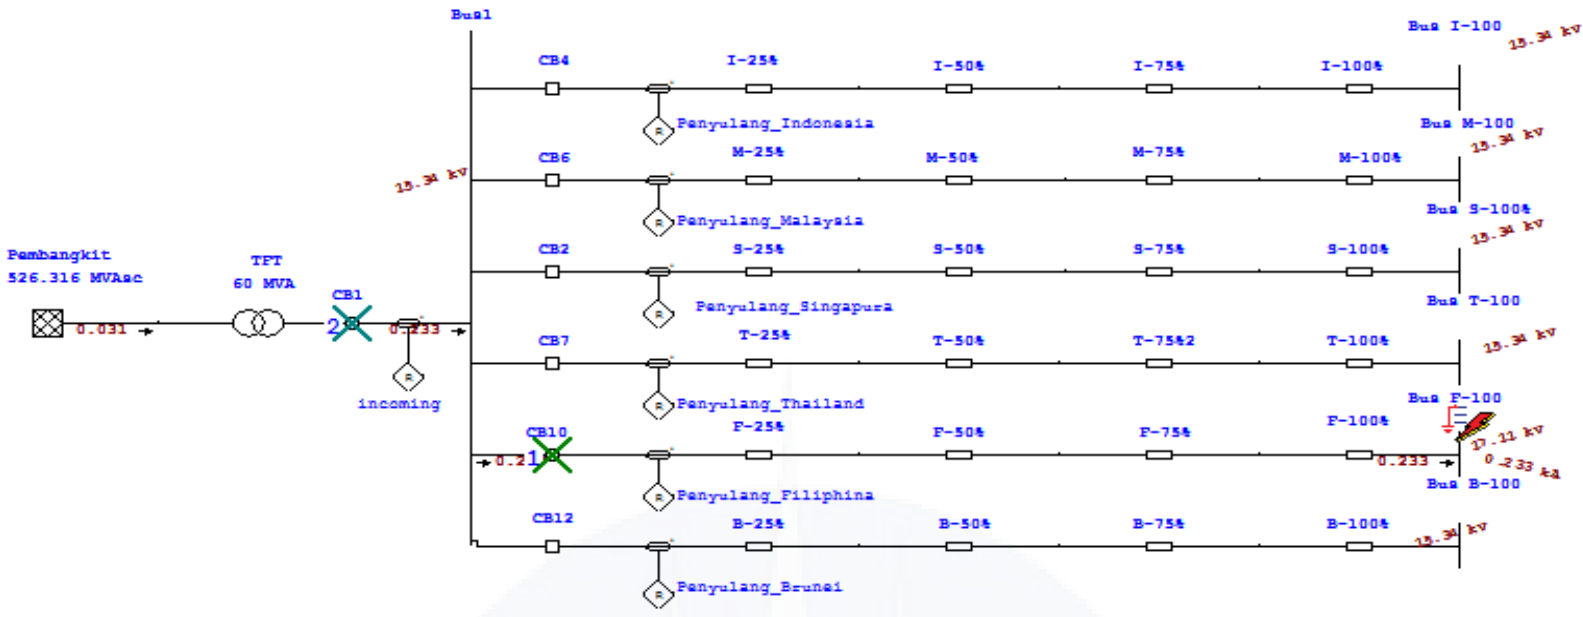 Bus1
Bus I-100
15.34 kV
CB4
I-25%
I-50%
I-75%
I-100%
R
Penyulang_Indonesia
Bus M-100
15.34 kV
CB6
M-25%
M-50%
M-75%
M-100%
15.34 kV
R
Penyulang_Malaysia
Bus S-100%
15.34 kV
CB2
S-25%
S-50%
S-75%
S-100%
Pembangkit
526.316 MVAsc
TFT
60 MVA
CB1
R
Penyulang_Singapura
Bus T-100
0.031
2
0.233
15.34 kV
CB7
T-25%
T-50%
T-75%2
T-100%
R
incoming
R
Penyulang_Thailand
Bus F-100
CB10
F-25%
F-50%
F-75%
F-100%
17.11 kV
0.2
1
0.233
0.233 kA
R
Penyulang_Filiphina
Bus B-100
CB12
B-25%
B-50%
B-75%
B-100%
15.34 kV
R
Penyulang_Brunei